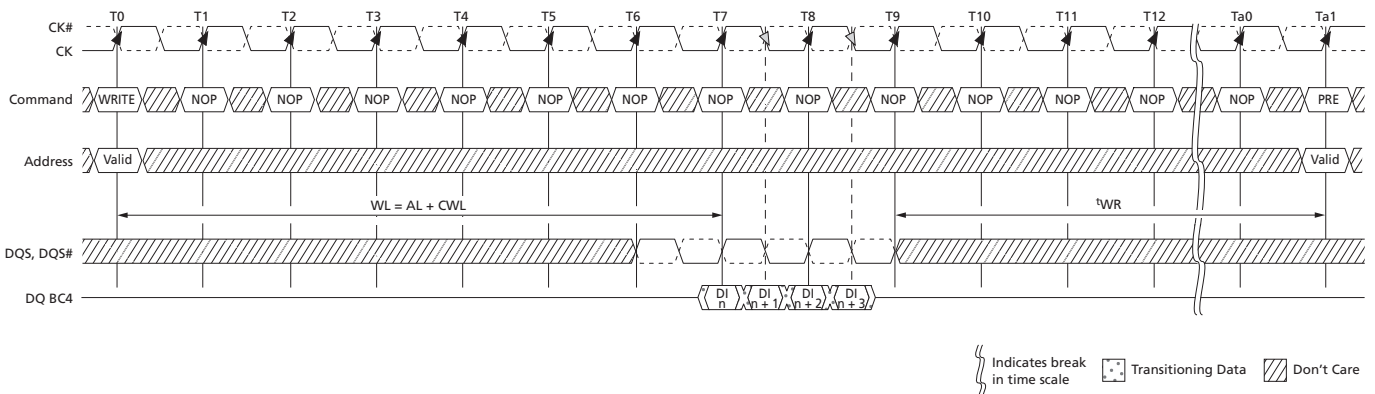 T0 T1 T2 T3 T4 T5 T6 T7 T8 T9 T10 T11 T12 Ta0 Ta1
CK#
CK
Command WRITE NOP NOP NOP NOP NOP NOP NOP NOP NOP NOP NOP NOP NOP PRE
Address Valid Valid
WL = AL + CWL tWR
DQS, DQS#
DQ BC4 DI n DI n + 1 DI n + 2 DI n + 3
Indicates break
in time scale
Transitioning Data
Don't Care